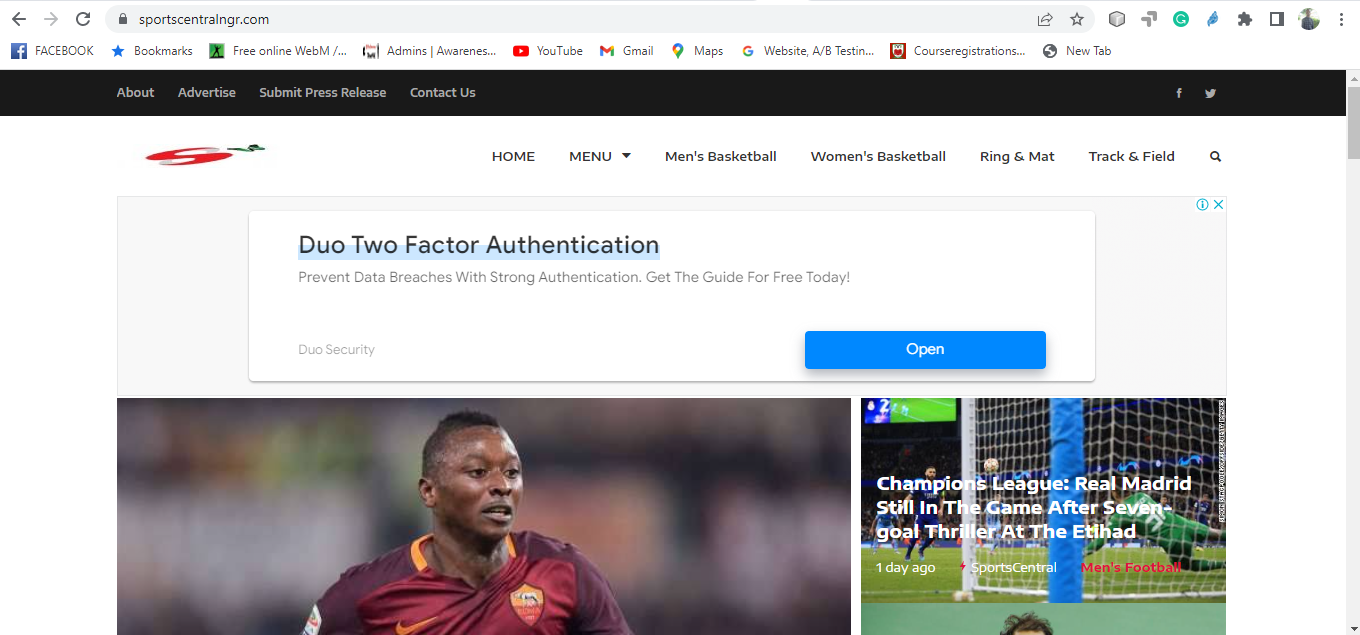 sportscentralngr.com
FACEBOOK
Bookmarks
Free online WebM /...
Admins | Awarenes...
YouTube
Gmail
Maps
Website, A/B Testin...
Courseregistrations...
New Tab
About
Advertise
Submit Press Release
Contact Us
HOME
MENU
Men's Basketball
Women's Basketball
Ring & Mat
Track & Field
Duo Two Factor Authentication
Prevent Data Breaches With Strong Authentication. Get The Guide For Free Today!
Duo Security
Open
ROMA
2
Champions League: Real Madrid
Still In The Game After Seven-
goal Thriller At The Etihad
1 day ago
SportsCentral
Men's Football